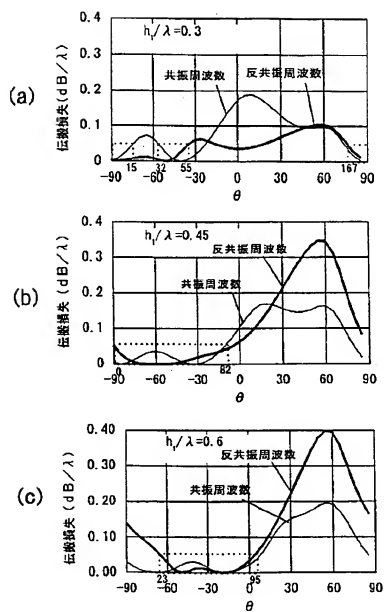 (a)
伝搬損失(dB/λ)
0.4
0.3
0.2
0.1
0
h₁/λ=0.3
共振周波数
反共振周波数
15
32
55
167
-90
-60
-30
0
30
60
90
θ
(b)
伝搬損失(dB/λ)
0.4
0.3
0.2
0.1
0
h₁/λ=0.45
反共振周波数
共振周波数
0
82
-90
-60
-30
0
30
60
90
θ
(c)
伝搬損失(dB/λ)
0.40
0.30
0.20
0.10
0.00
h₁/λ=0.6
反共振周波数
共振周波数
23
95
-90
-60
-30
0
30
60
90
θ